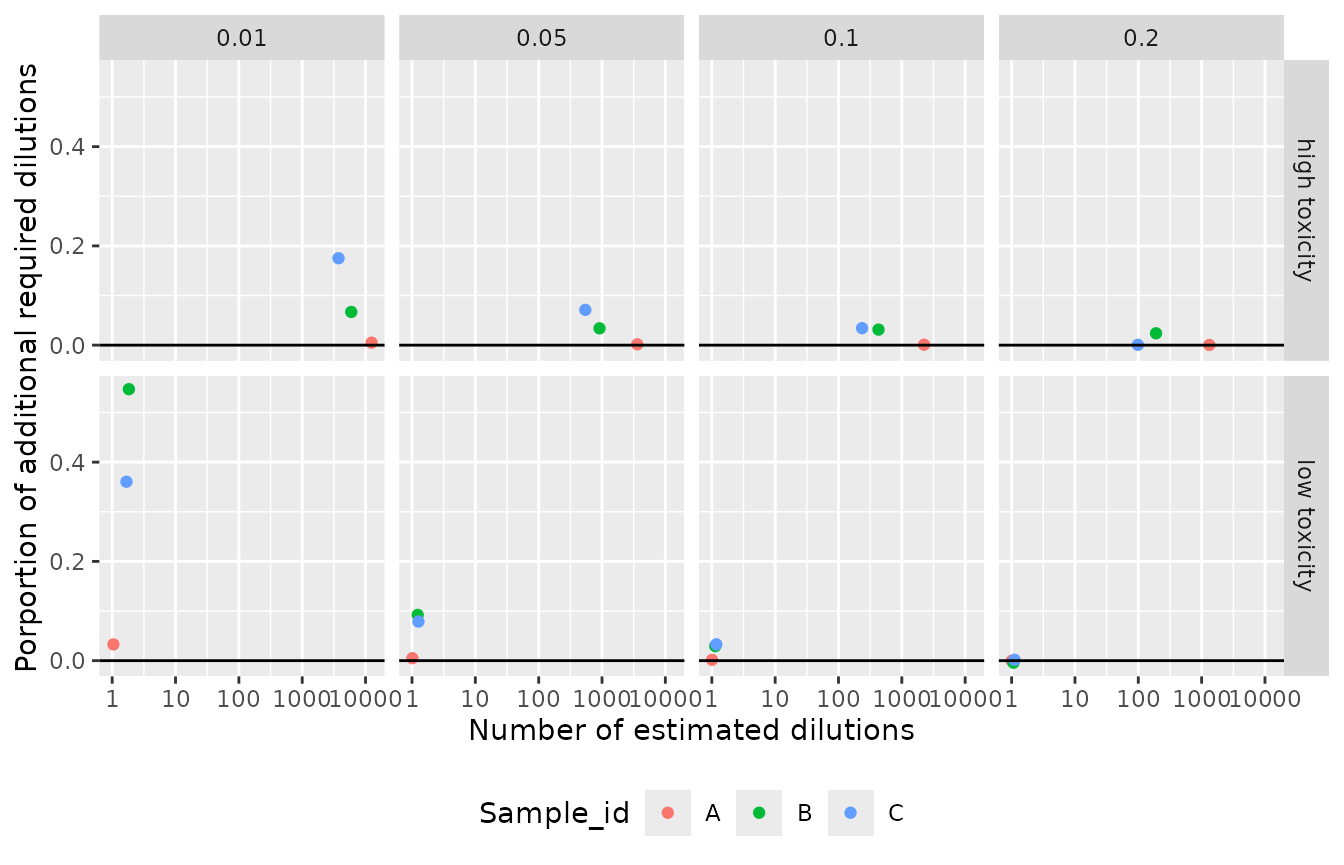 0.01 0.05 0.1 0.2
Porportion of additional required dilutions
0.4
0.2
0.0
high toxicity
0.4
0.2
0.0
low toxicity
1 10 100 1000 10000 1 10 100 1000 10000 1 10 100 1000 10000 1 10 100 1000 10000
Number of estimated dilutions
Sample_id A B C